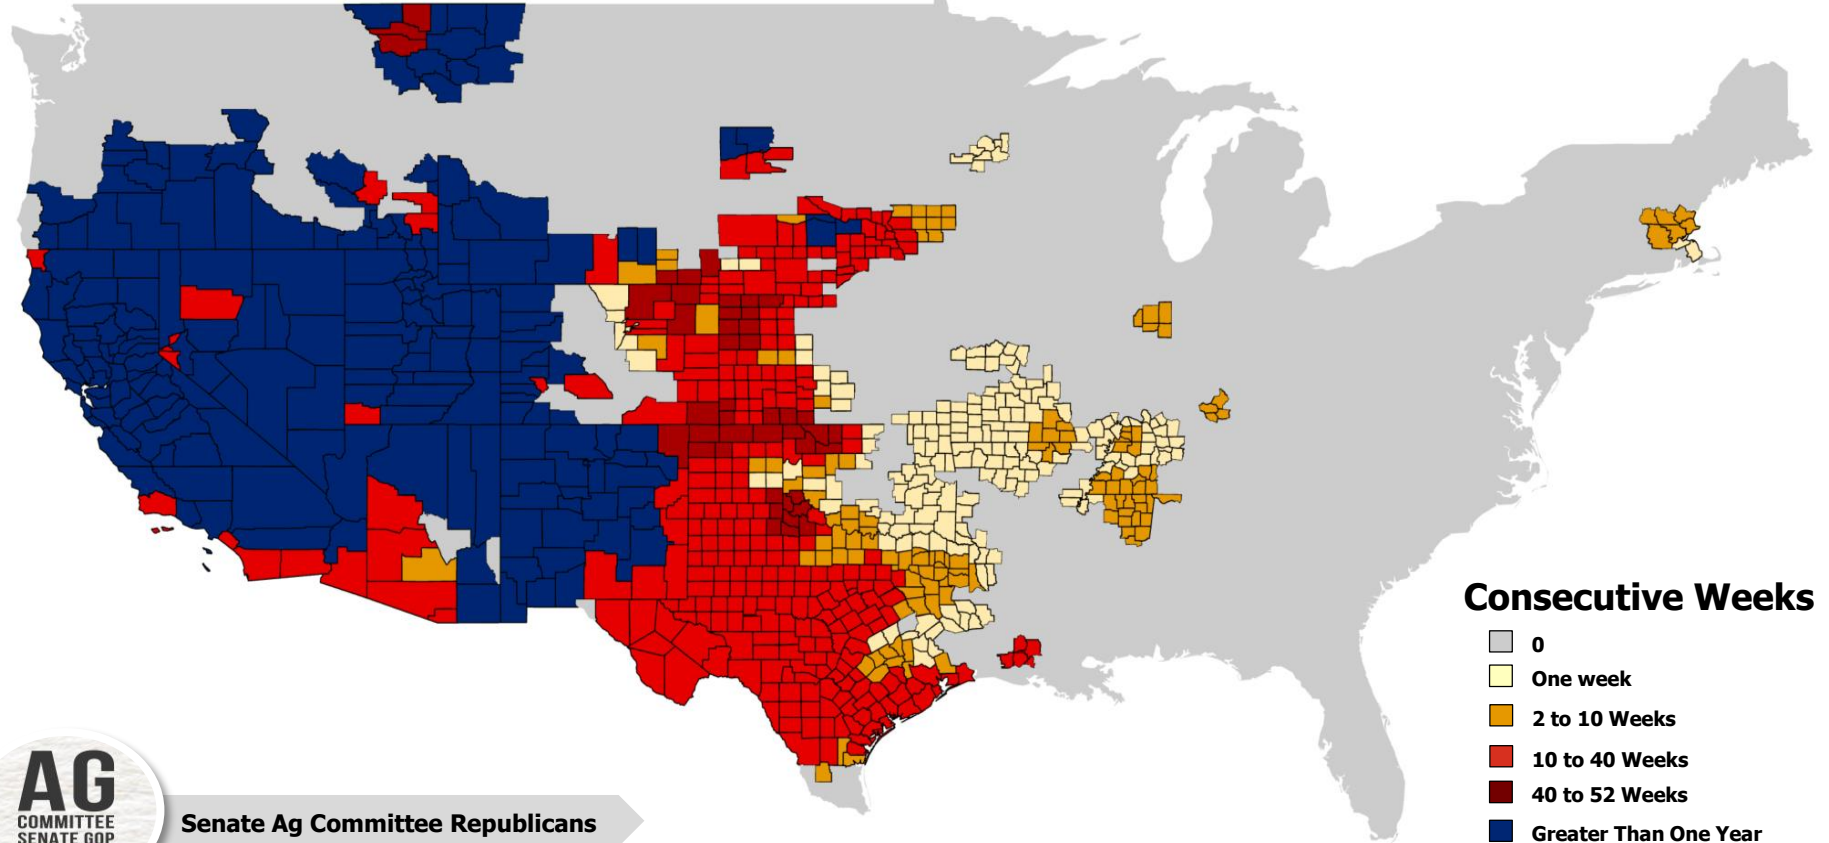 Consecutive Weeks
0
One week
2 to 10 Weeks
10 to 40 Weeks
40 to 52 Weeks
Greater Than One Year
AG
COMMITTEE
SENATE GOP
Senate Ag Committee Republicans